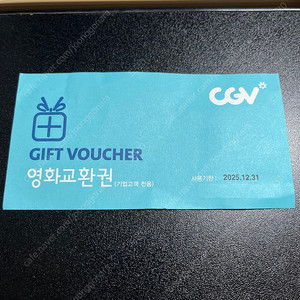 CGV
GIFT VOUCHER
영화교환권 (기업고객 전용)
사용기한 : 2025.12.31